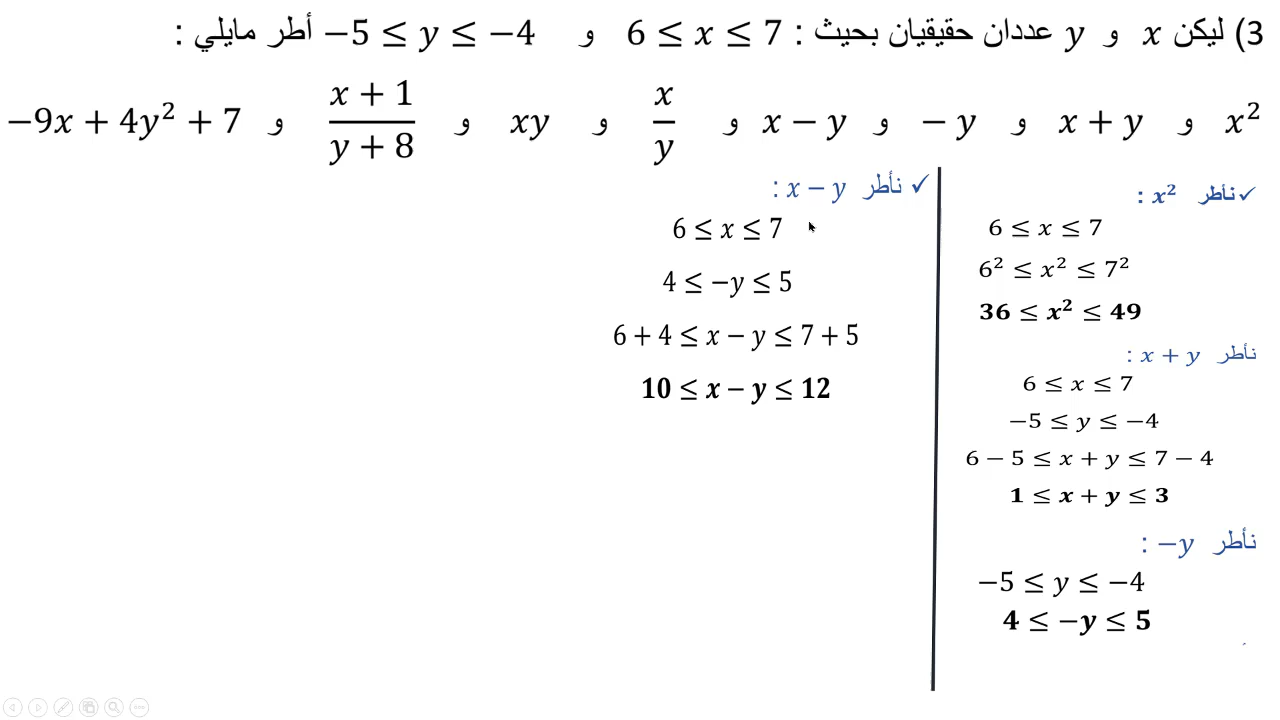 3) ليكن x و y عددان حقيقيان بحيث : 6 ≤ x ≤ 7 و −5 ≤ y ≤ −4 أطر مايلي :
x² و x + y و −y و x − y و x/y و xy و (x + 1)/(y + 8) و −9x + 4y² + 7
✓ نأطر x² :
6 ≤ x ≤ 7
6² ≤ x² ≤ 7²
36 ≤ x² ≤ 49
نأطر x + y :
6 ≤ x ≤ 7
−5 ≤ y ≤ −4
6 − 5 ≤ x + y ≤ 7 − 4
1 ≤ x + y ≤ 3
نأطر −y :
−5 ≤ y ≤ −4
4 ≤ −y ≤ 5
✓ نأطر x − y :
6 ≤ x ≤ 7
4 ≤ −y ≤ 5
6 + 4 ≤ x − y ≤ 7 + 5
10 ≤ x − y ≤ 12